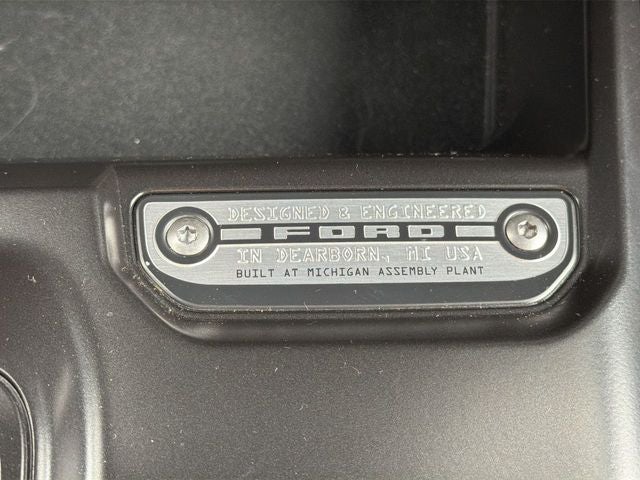 DESIGNED & ENGINEERED
FORD
IN DEARBORN, MI USA
BUILT AT MICHIGAN ASSEMBLY PLANT